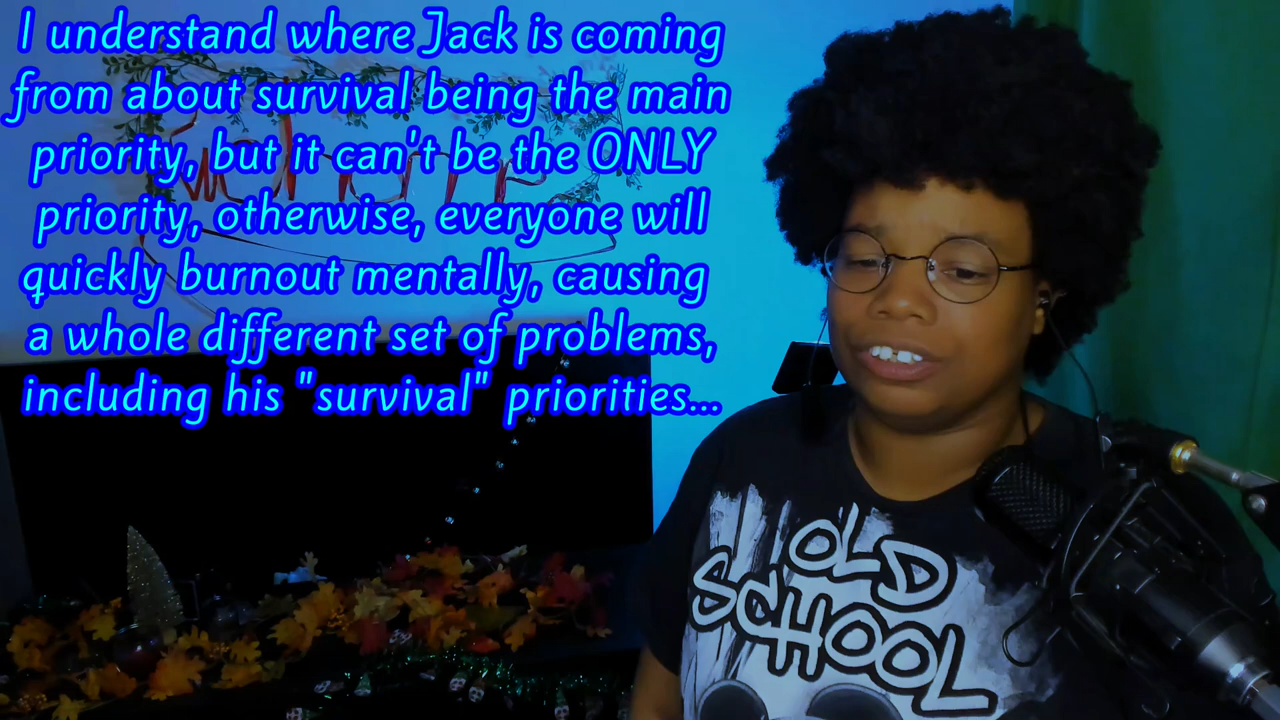 I understand where Jack is coming
from about survival being the main
priority, but it can't be the ONLY
priority, otherwise, everyone will
quickly burnout mentally, causing
a whole different set of problems,
including his "survival" priorities...
OLD
SCHOOL